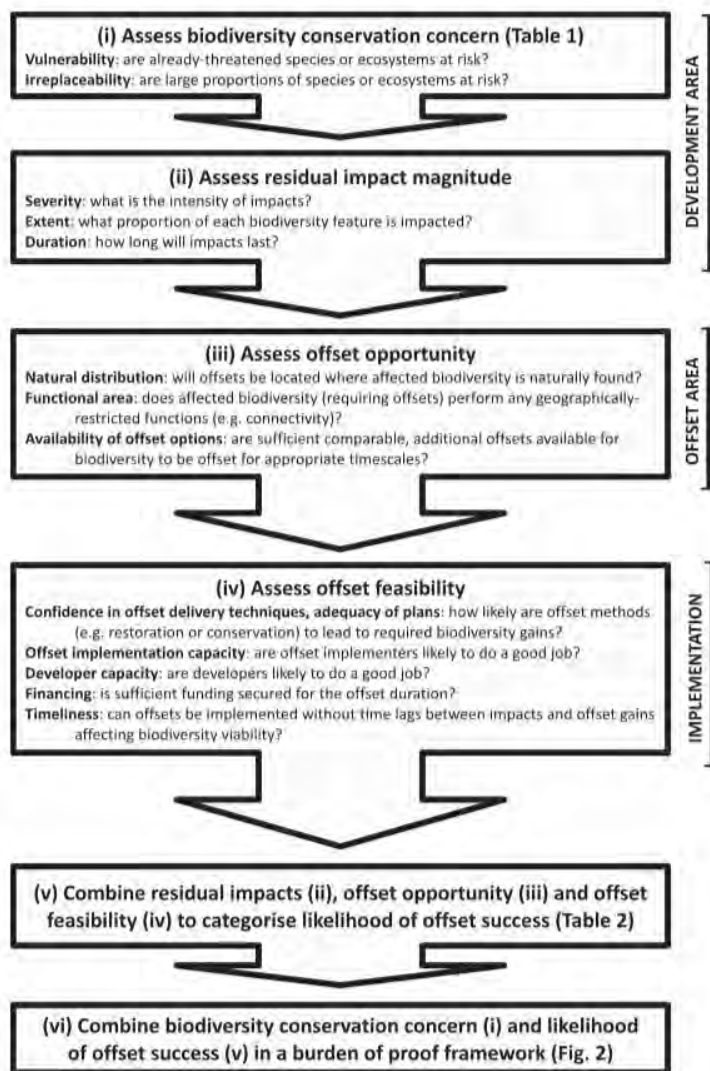 (i) Assess biodiversity conservation concern (Table 1)
Vulnerability: are already-threatened species or ecosystems at risk?
Irreplaceability: are large proportions of species or ecosystems at risk?
(ii) Assess residual impact magnitude
Severity: what is the intensity of impacts?
Extent: what proportion of each biodiversity feature is impacted?
Duration: how long will impacts last?
DEVELOPMENT AREA
(iii) Assess offset opportunity
Natural distribution: will offsets be located where affected biodiversity is naturally found?
Functional area: does affected biodiversity (requiring offsets) perform any geographically-
restricted functions (e.g. connectivity)?
Availability of offset options: are sufficient comparable, additional offsets available for
biodiversity to be offset for appropriate timescales?
OFFSET AREA
(iv) Assess offset feasibility
Confidence in offset delivery techniques, adequacy of plans: how likely are offset methods
(e.g. restoration or conservation) to lead to required biodiversity gains?
Offset implementation capacity: are offset implementers likely to do a good job?
Developer capacity: are developers likely to do a good job?
Financing: is sufficient funding secured for the offset duration?
Timeliness: can offsets be implemented without time lags between impacts and offset gains
affecting biodiversity viability?
IMPLEMENTATION
(v) Combine residual impacts (ii), offset opportunity (iii) and offset
feasibility (iv) to categorise likelihood of offset success (Table 2)
(vi) Combine biodiversity conservation concern (i) and likelihood
of offset success (v) in a burden of proof framework (Fig. 2)